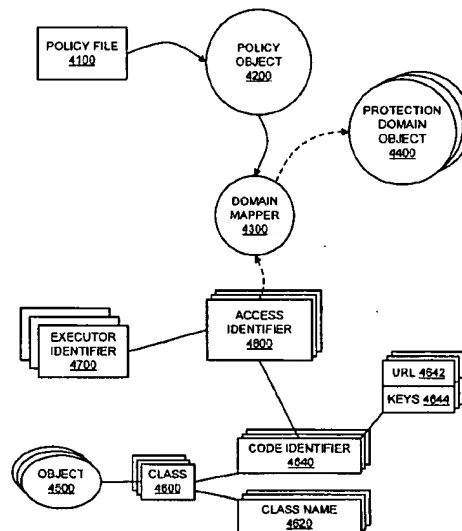 POLICY FILE
4100
POLICY
OBJECT
4200
PROTECTION
DOMAIN
OBJECT
4400
DOMAIN
MAPPER
4300
ACCESS
IDENTIFIER
4800
EXECUTOR
IDENTIFIER
4700
URL 4642
KEYS 4644
CODE IDENTIFIER
4640
OBJECT
4500
CLASS
4600
CLASS NAME
4620